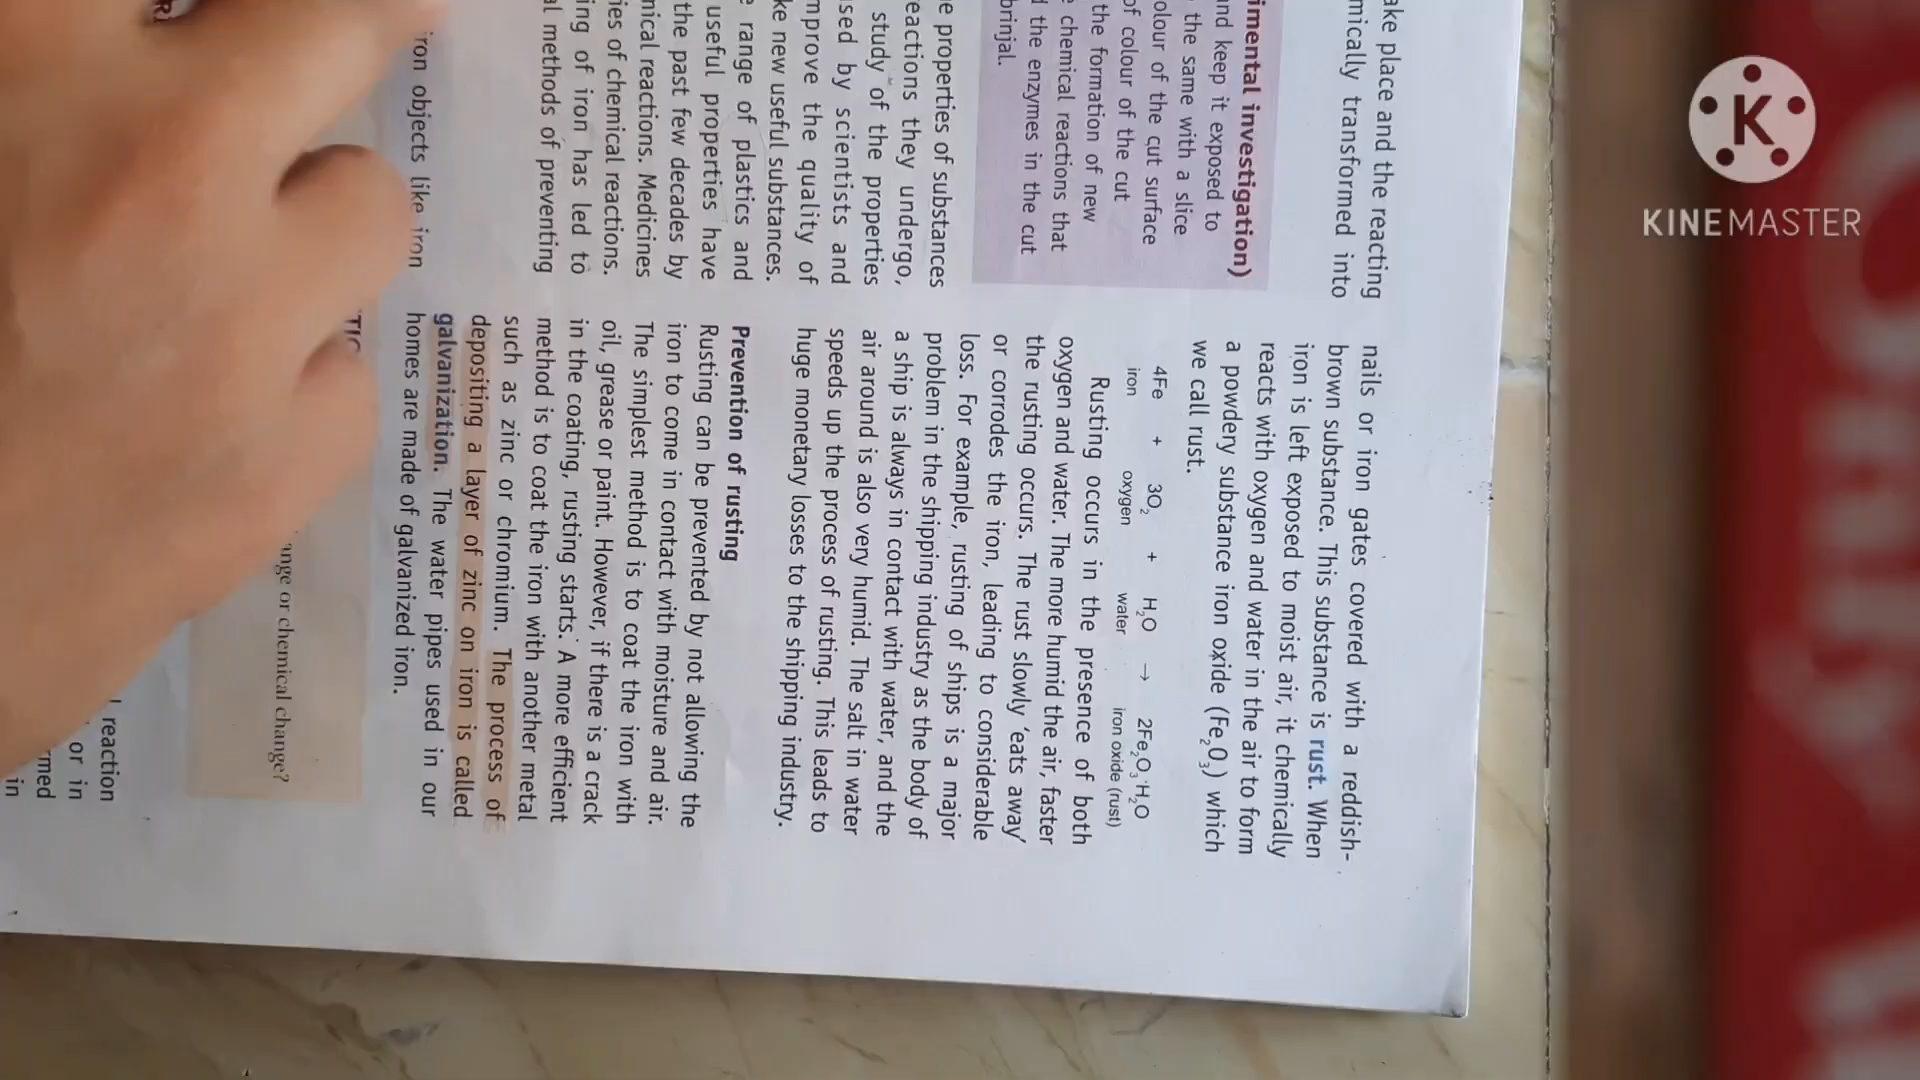 ake place and the reacting
mically transformed into
imental investigation)
and keep it exposed to
the same with a slice
olour of the cut surface
of colour of the cut
the formation of new
chemical reactions that
the enzymes in the cut
brinjal.
e properties of substances
reactions they undergo,
study of the properties
used by scientists and
improve the quality of
ke new useful substances.
e range of plastics and
useful properties have
the past few decades by
mical reactions. Medicines
ies of chemical reactions.
ing of iron has led to
al methods of preventing
iron objects like iron
nails or iron gates covered with a reddish-
brown substance. This substance is rust. When
iron is left exposed to moist air, it chemically
reacts with oxygen and water in the air to form
a powdery substance iron oxide (Fe₂O₃) which
we call rust.
4Fe + 3O₂ + H₂O → 2Fe₂O₃·H₂O
iron oxygen water iron oxide (rust)
Rusting occurs in the presence of both
oxygen and water. The more humid the air, faster
the rusting occurs. The rust slowly ‘eats away’
or corrodes the iron, leading to considerable
loss. For example, rusting of ships is a major
problem in the shipping industry as the body of
a ship is always in contact with water, and the
air around is also very humid. The salt in water
speeds up the process of rusting. This leads to
huge monetary losses to the shipping industry.
Prevention of rusting
Rusting can be prevented by not allowing the
iron to come in contact with moisture and air.
The simplest method is to coat the iron with
oil, grease or paint. However, if there is a crack
in the coating, rusting starts. A more efficient
method is to coat the iron with another metal
such as zinc or chromium. The process of
depositing a layer of zinc on iron is called
galvanization. The water pipes used in our
homes are made of galvanized iron.
ange or chemical change?
reaction
or in
rmed
in
K
KINEMASTER